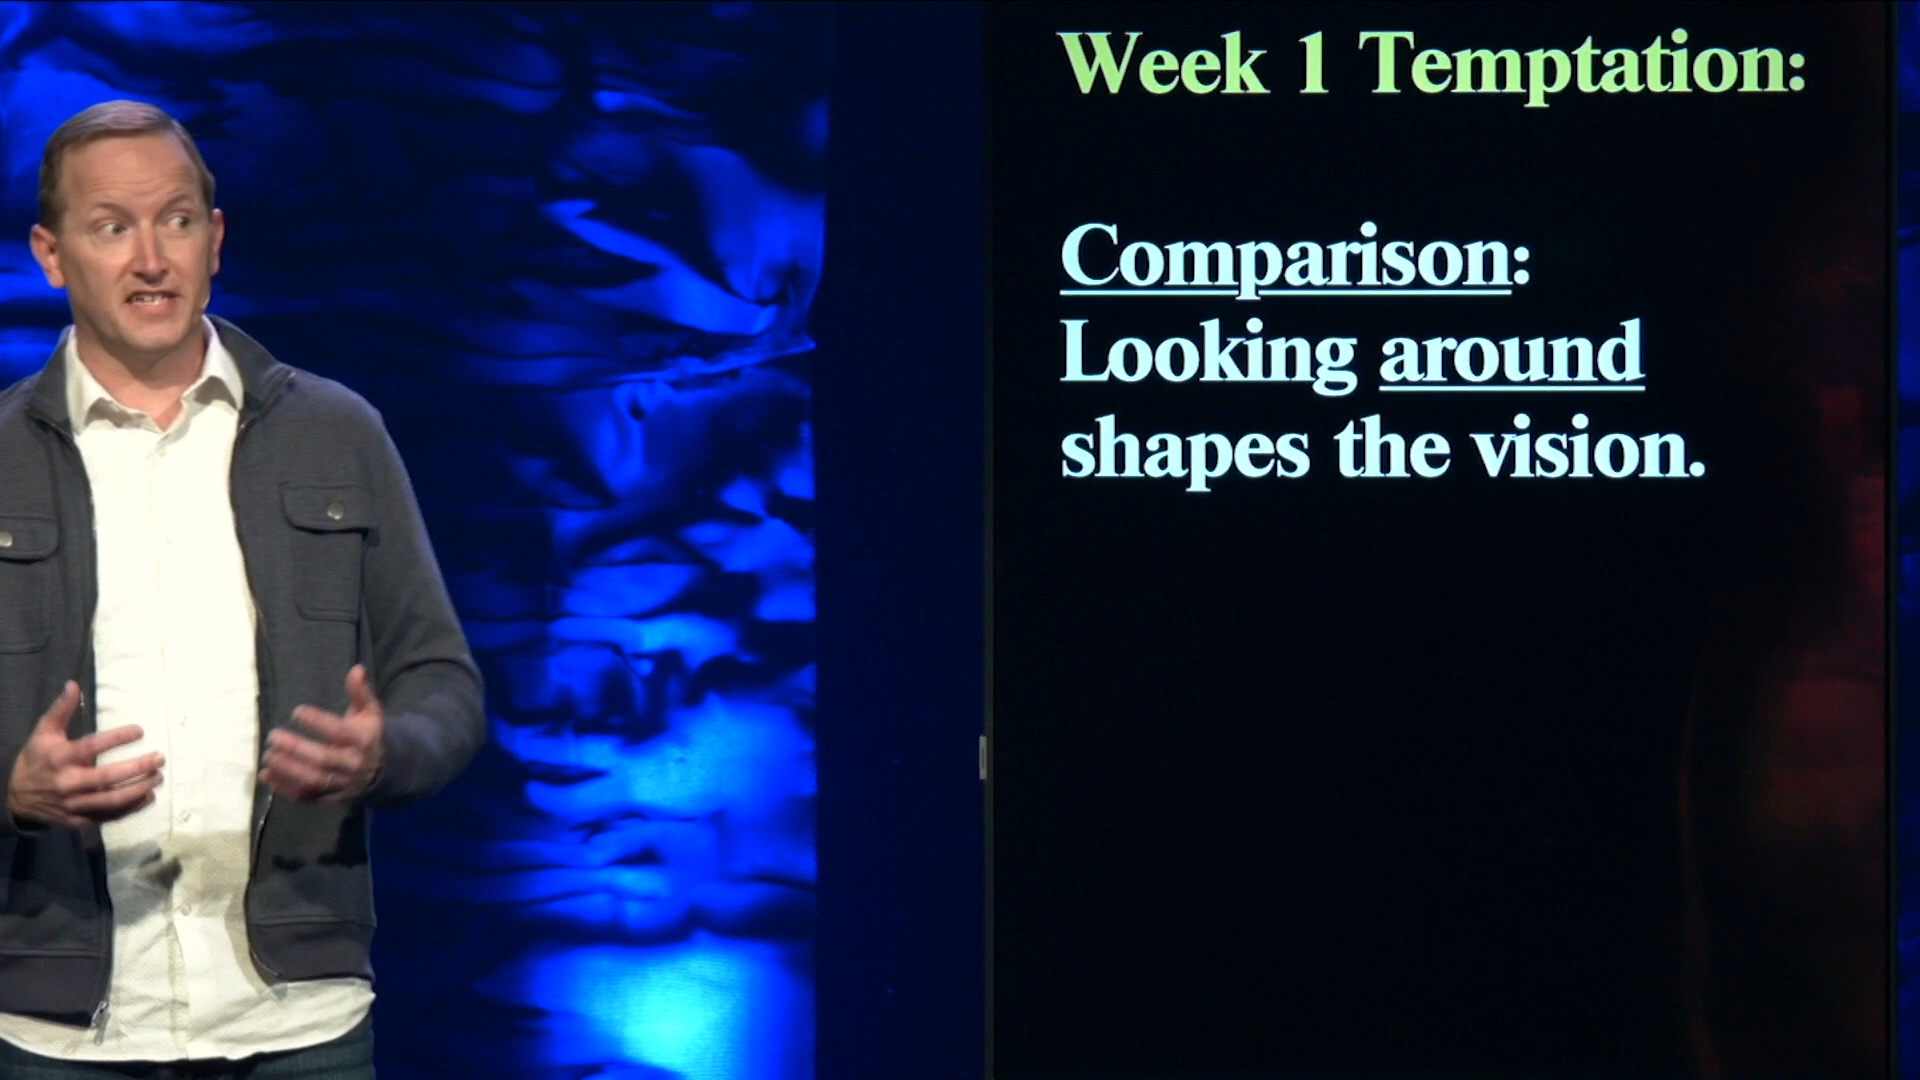 Week 1 Temptation:
Comparison:
Looking around
shapes the vision.